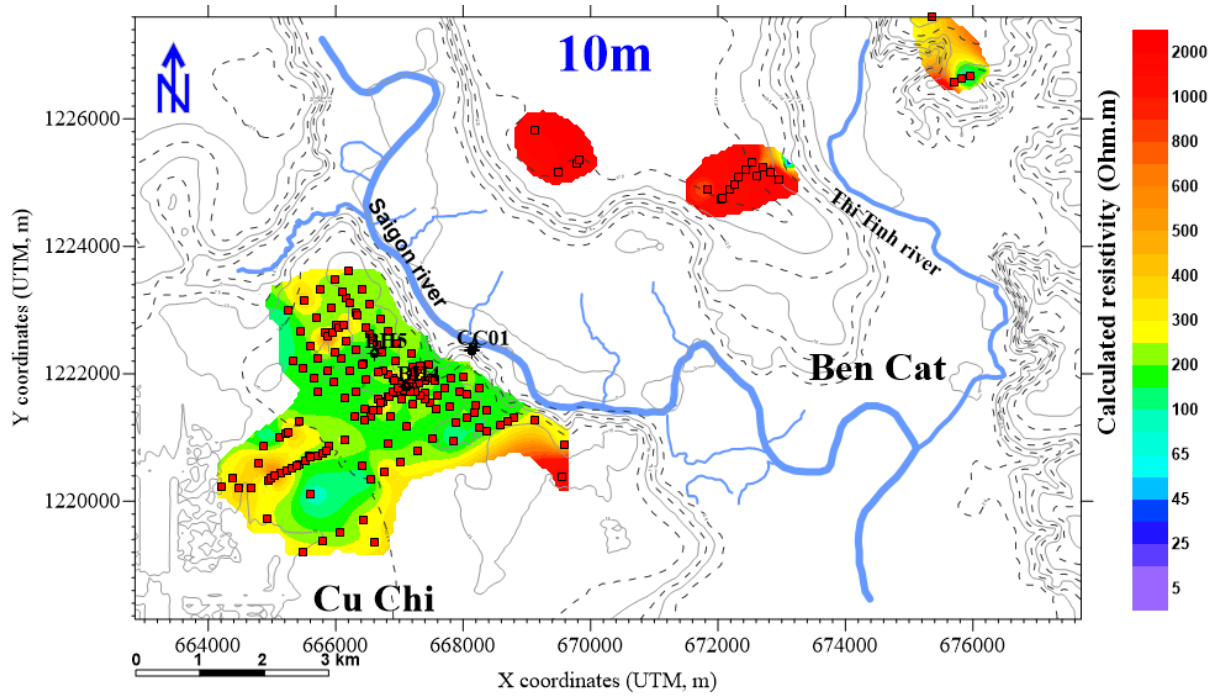 10m
N
1226000
1224000
1222000
1220000
Y coordinates (UTM, m)
Saigon river
Thi Tinh river
BH5
CC01
BH4
Ben Cat
Cu Chi
664000
666000
668000
670000
672000
674000
676000
0
1
2
3 km
X coordinates (UTM, m)
Calculated resistivity (Ohm.m)
2000
1000
800
600
400
300
200
100
65
45
25
5